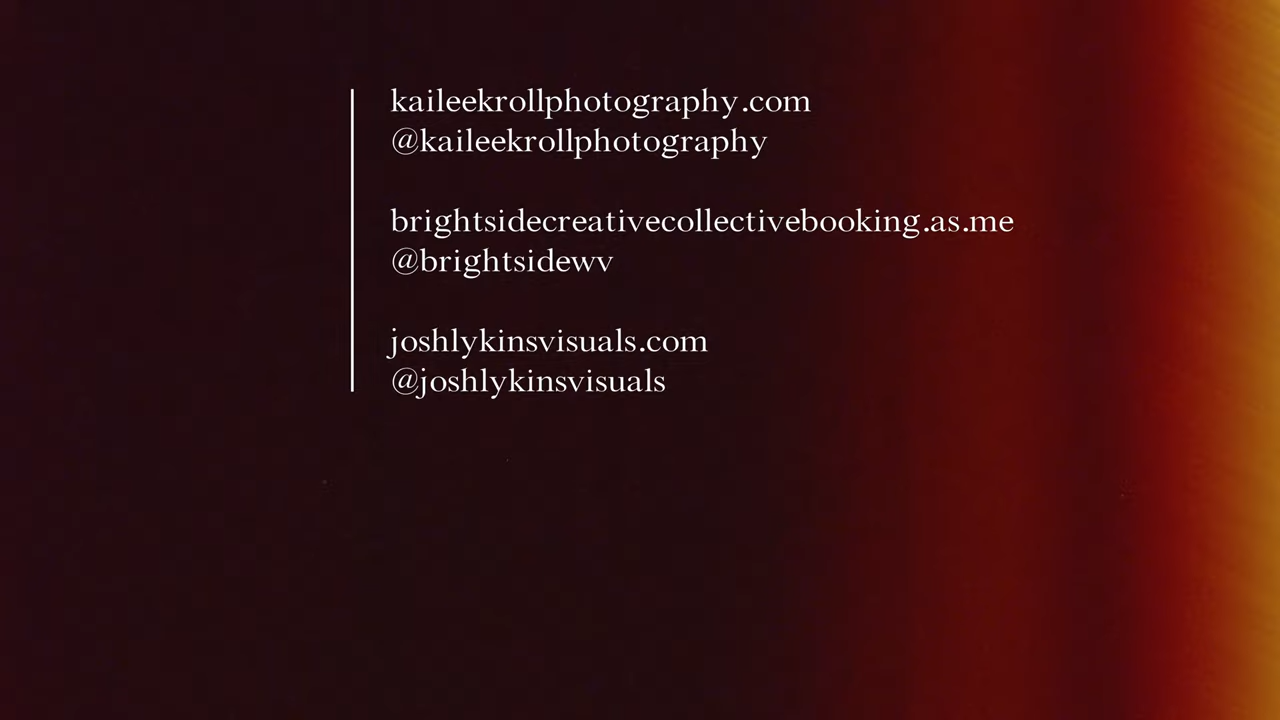 kaileekrollphotography.com
@kaileekrollphotography
brightsidecreativecollectivebooking.as.me
@brightsidewv
joshlykinsvisuals.com
@joshlykinsvisuals